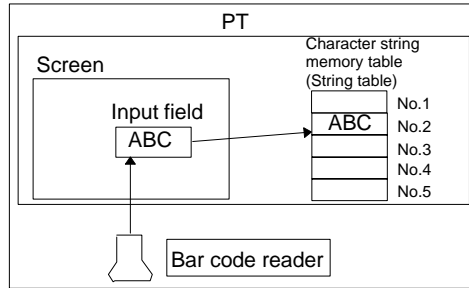 PT
Character string
memory table
(String table)
Screen
Input field
ABC
No.1
ABC
No.2
No.3
No.4
No.5
Bar code reader